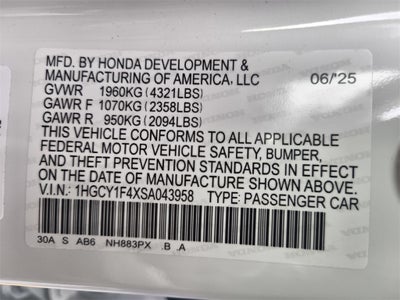 MFD. BY HONDA DEVELOPMENT &
MANUFACTURING OF AMERICA, LLC 06/'25
GVWR 1960KG (4321LBS)
GAWR F 1070KG (2358LBS)
GAWR R 950KG (2094LBS)
THIS VEHICLE CONFORMS TO ALL APPLICABLE
FEDERAL MOTOR VEHICLE SAFETY, BUMPER,
AND THEFT PREVENTION STANDARDS IN EFFECT
ON THE DATE OF MANUFACTURE SHOWN ABOVE.
V.I.N.: 1HGCY1F4XSA043958 TYPE: PASSENGER CAR
30A S AB6 NH883PX .B .A